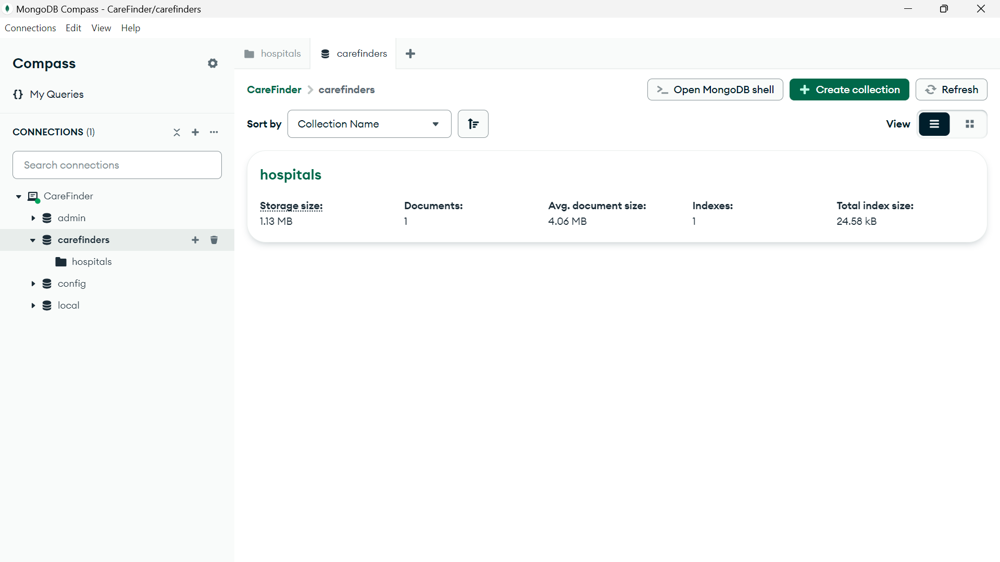 MongoDB Compass - CareFinder/carefinders
Connections Edit View Help
Compass
{} My Queries
CONNECTIONS (1)
Search connections
CareFinder
admin
carefinders
hospitals
config
local
hospitals
carefinders
CareFinder > carefinders
>_ Open MongoDB shell
+ Create collection
Refresh
Sort by
Collection Name
View
hospitals
Storage size:
1.13 MB
Documents:
1
Avg. document size:
4.06 MB
Indexes:
1
Total index size:
24.58 kB